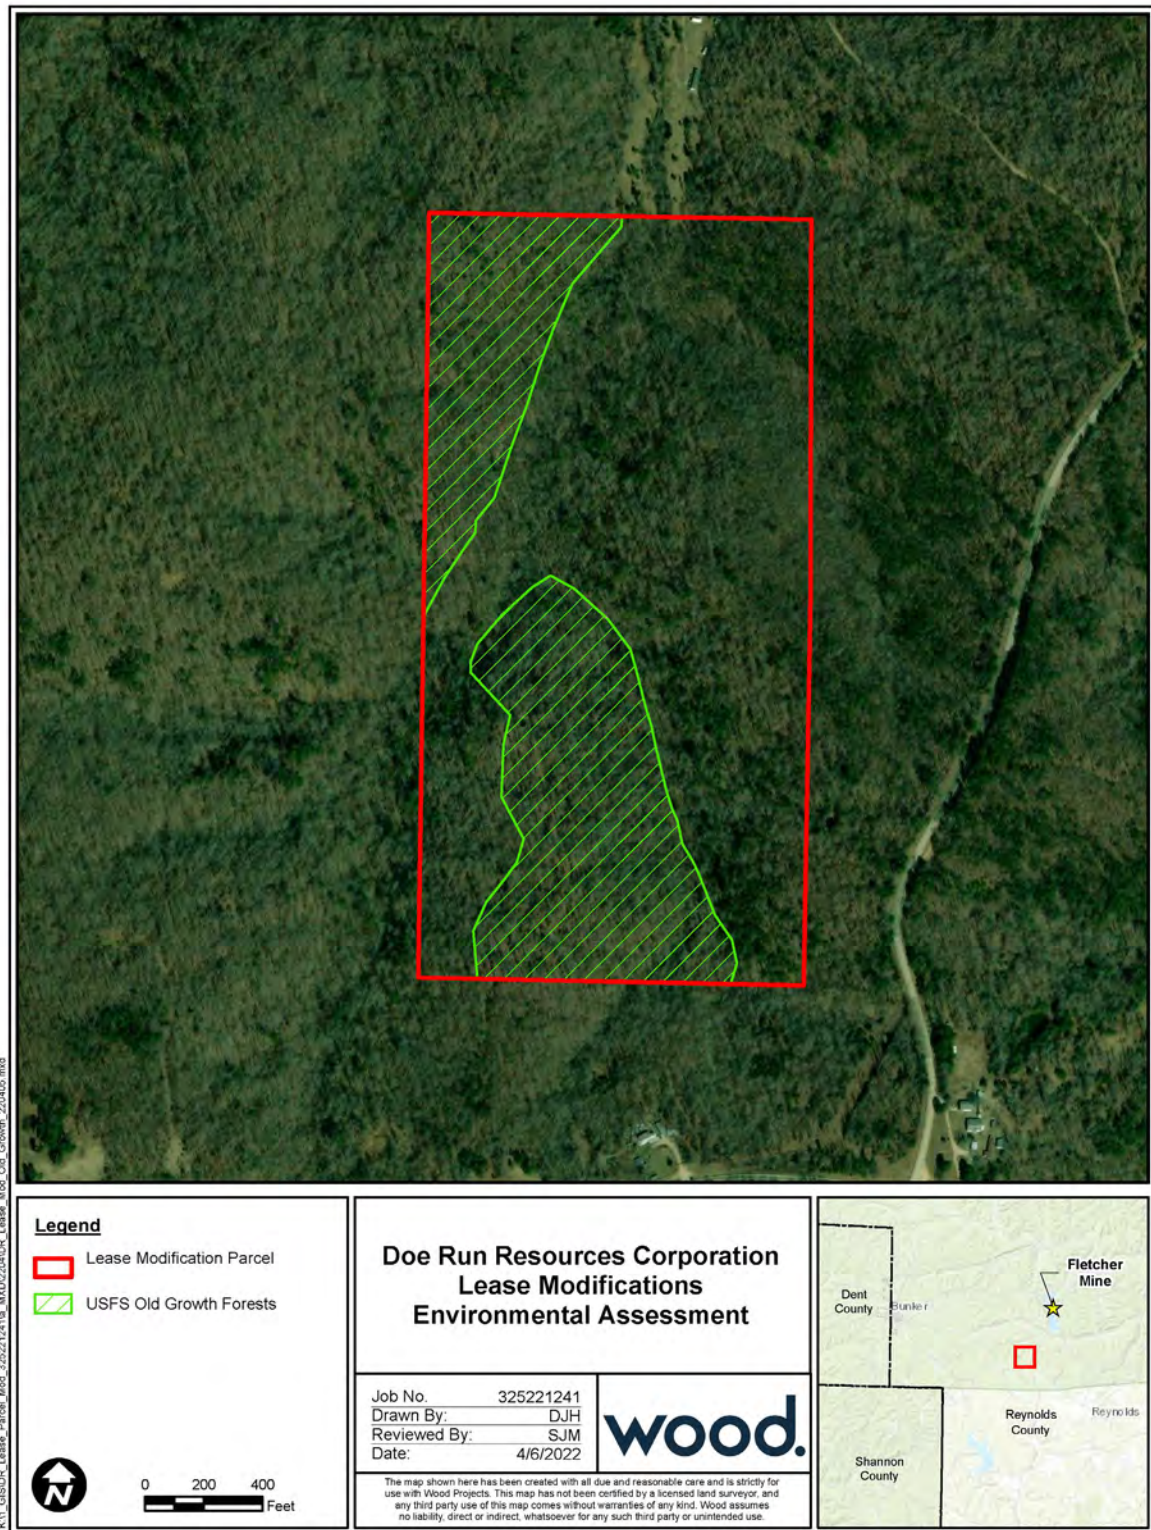 Legend
Lease Modification Parcel
USFS Old Growth Forests
N
0 200 400
Feet
Doe Run Resources Corporation
Lease Modifications
Environmental Assessment
Job No. 325221241
Drawn By: DJH
Reviewed By: SJM
Date: 4/6/2022
wood.
The map shown here has been created with all due and reasonable care and is strictly for
use with Wood Projects. This map has not been certified by a licensed land surveyor, and
any third party use of this map comes without warranties of any kind. Wood assumes
no liability, direct or indirect, whatsoever for any such third party or unintended use.
Fletcher
Mine
Dent
County
Bunker
Reynolds
County
Reynolds
Shannon
County